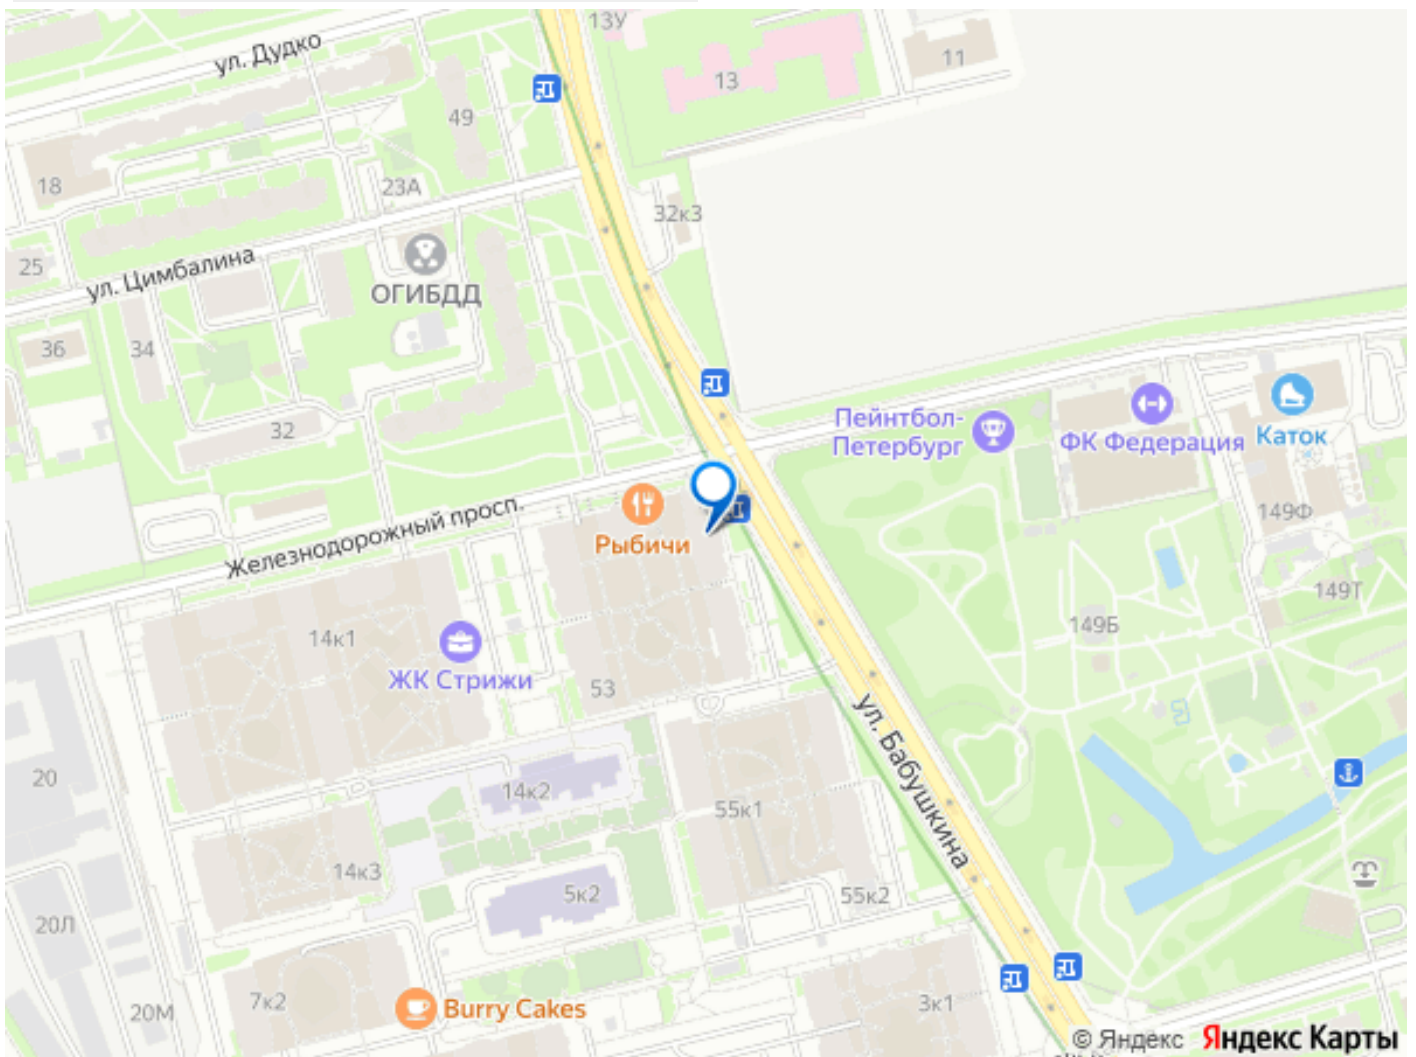 13У
ул. Дудко
13
11
49
18
23А
32к3
25
ул. Цимбалина
ОГИБДД
36
34
32
Пейнтбол-
Петербург
ФК Федерация
Каток
149Ф
Железнодорожный просп.
Рыбичи
149Т
149Б
14к1
ЖК Стрижи
53
ул. Бабушкина
20
14к2
55к1
14к3
5к2
55к2
20Л
7к2
Burry Cakes
3к1
20М
© Яндекс Яндекс Карты